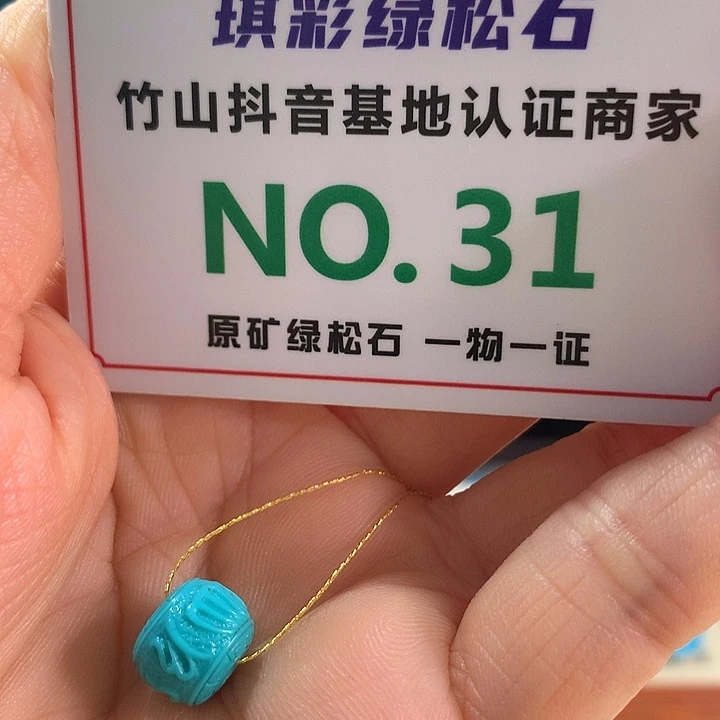 琪彩绿松石
竹山抖音基地认证商家
NO.31
原矿绿松石 一物一证